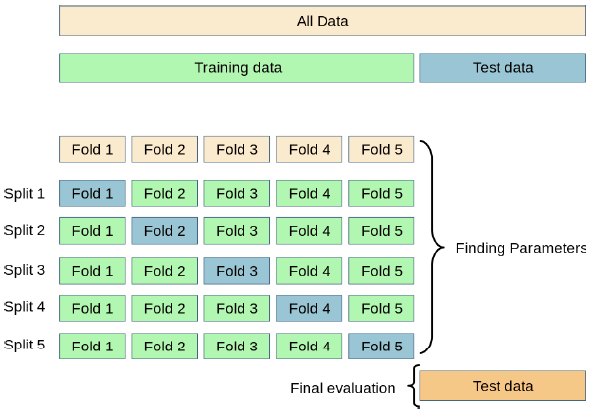 All Data
Training data Test data
Fold 1 Fold 2 Fold 3 Fold 4 Fold 5
Split 1 Fold 1 Fold 2 Fold 3 Fold 4 Fold 5
Split 2 Fold 1 Fold 2 Fold 3 Fold 4 Fold 5
Finding Parameters
Split 3 Fold 1 Fold 2 Fold 3 Fold 4 Fold 5
Split 4 Fold 1 Fold 2 Fold 3 Fold 4 Fold 5
Split 5 Fold 1 Fold 2 Fold 3 Fold 4 Fold 5
Final evaluation Test data